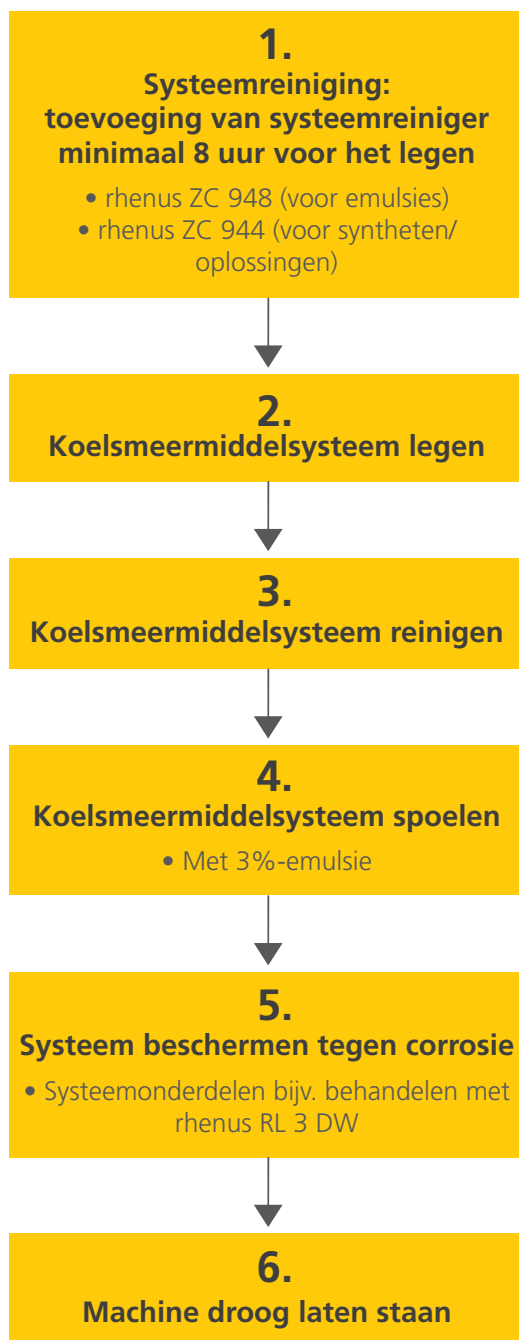 1.
Systeemreiniging:
toevoeging van systeemreiniger
minimaal 8 uur voor het legen
• rhenus ZC 948 (voor emulsies)
• rhenus ZC 944 (voor syntheten/
oplossingen)
2.
Koelsmeermiddelsysteem legen
3.
Koelsmeermiddelsysteem reinigen
4.
Koelsmeermiddelsysteem spoelen
• Met 3%-emulsie
5.
Systeem beschermen tegen corrosie
• Systeemonderdelen bijv. behandelen met
rhenus RL 3 DW
6.
Machine droog laten staan